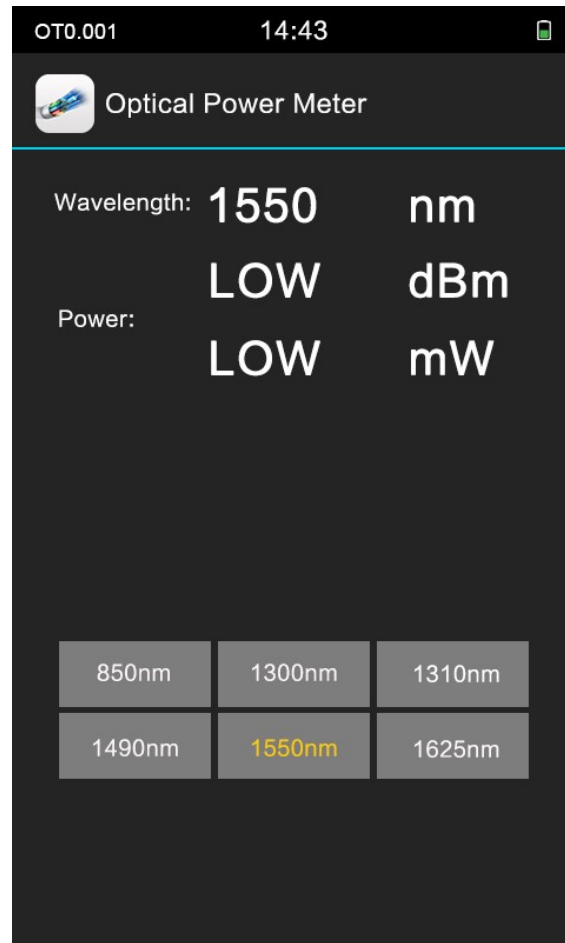 OT0.001 14:43
Optical Power Meter
Wavelength: 1550 nm
LOW dBm
Power:
LOW mW
850nm 1300nm 1310nm
1490nm 1550nm 1625nm